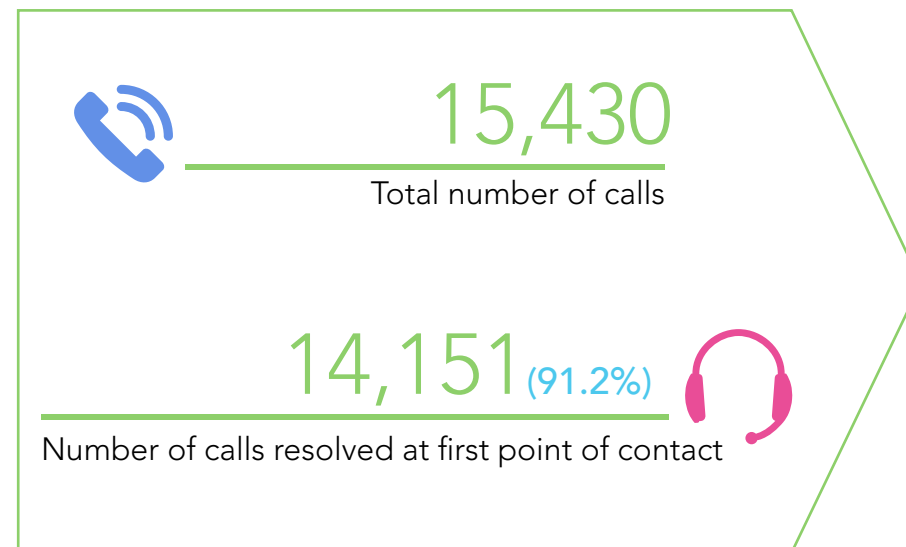 15,430
Total number of calls
14,151 (91.2%)
Number of calls resolved at first point of contact